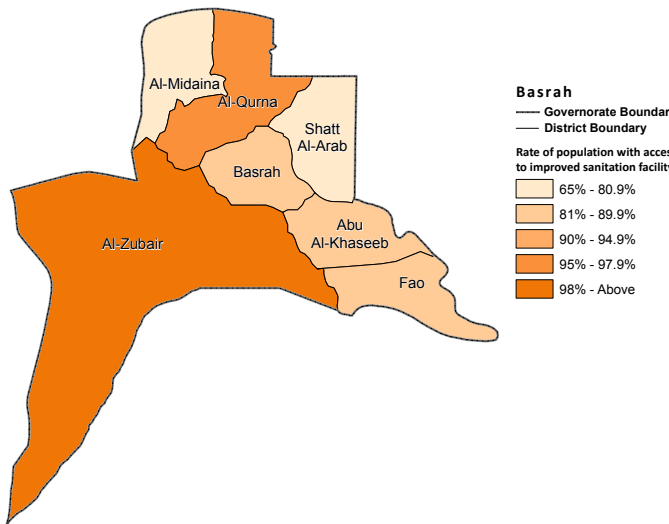 Al-Midaina
Al-Qurna
Shatt
Al-Arab
Basrah
Abu
Al-Khaseeb
Al-Zubair
Fao
Basrah
Governorate Boundar
District Boundary
Rate of population with acces
to improved sanitation facility
65% - 80.9%
81% - 89.9%
90% - 94.9%
95% - 97.9%
98% - Above